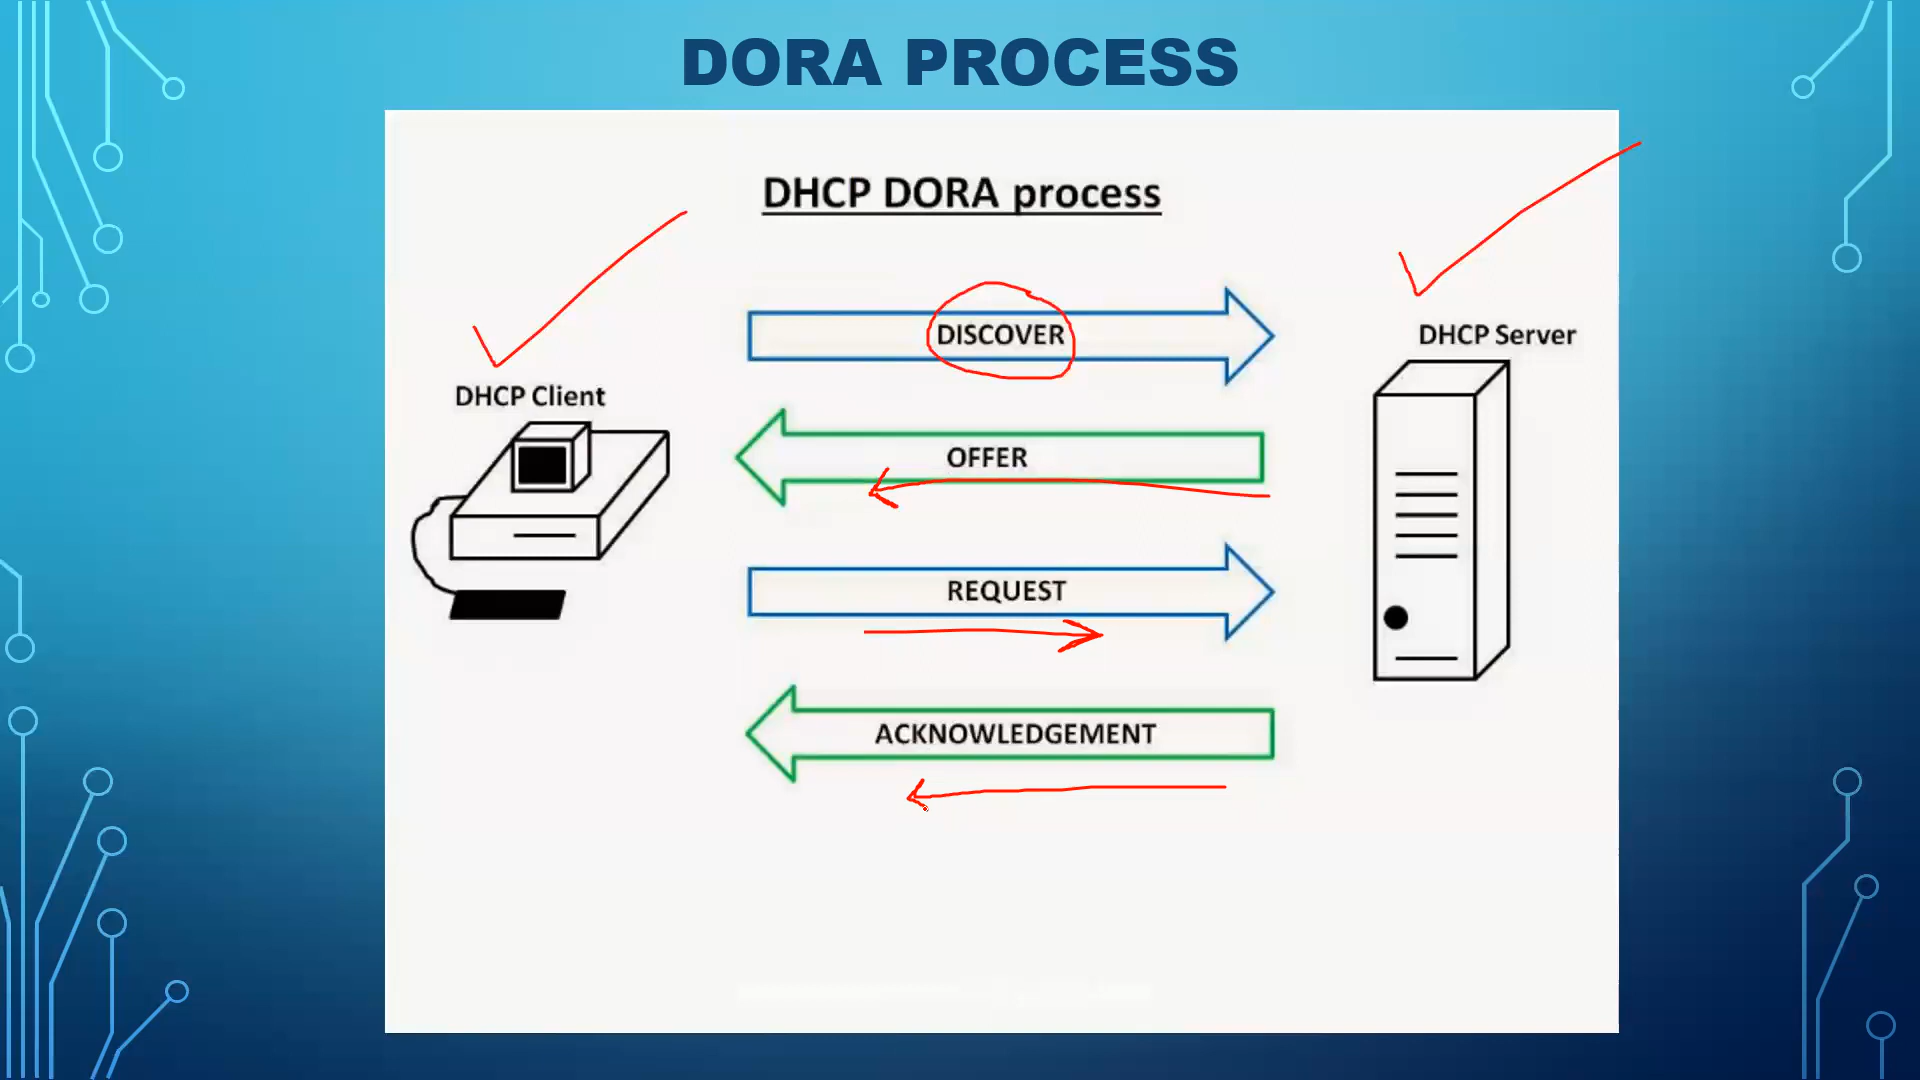 DORA PROCESS
DHCP DORA process
DISCOVER
DHCP Server
DHCP Client
OFFER
REQUEST
ACKNOWLEDGEMENT